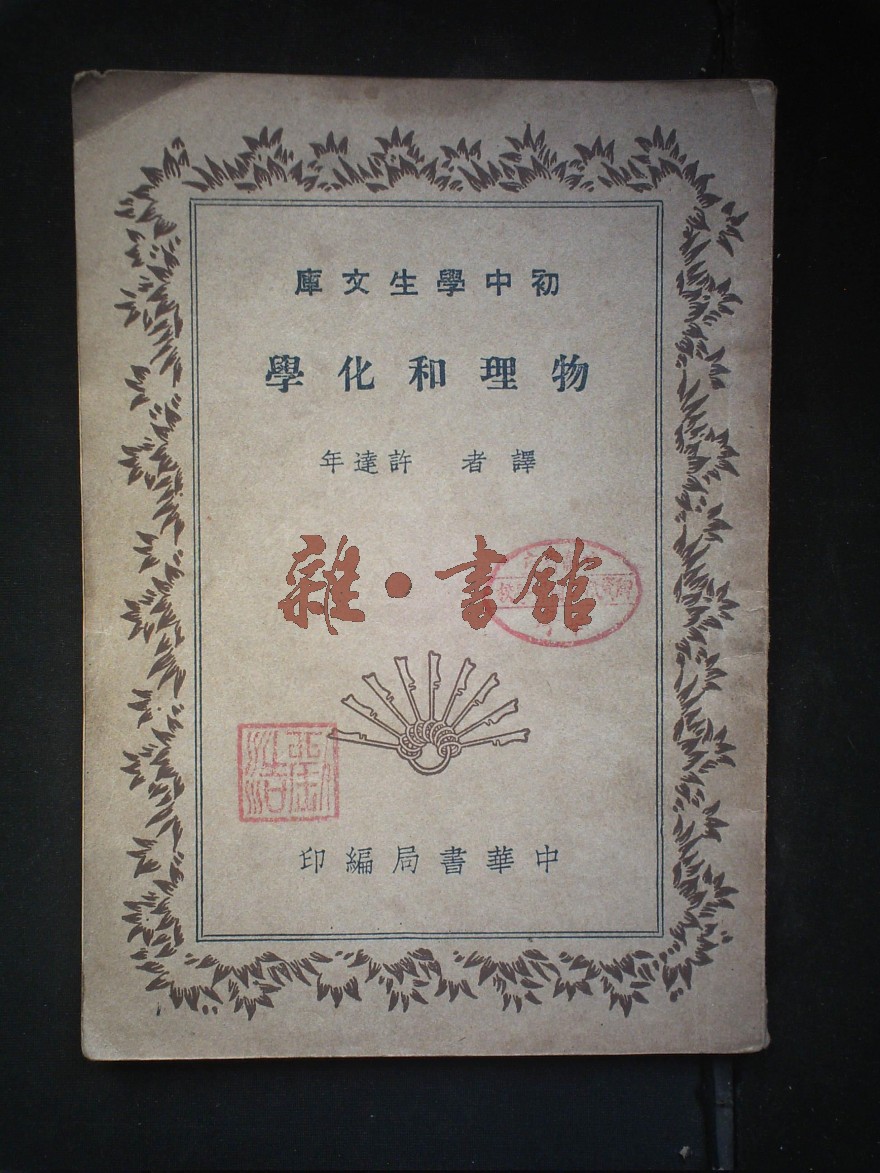 初中學生文庫
物理和化學
譯者 許達年
雜·書館
中華書局編印